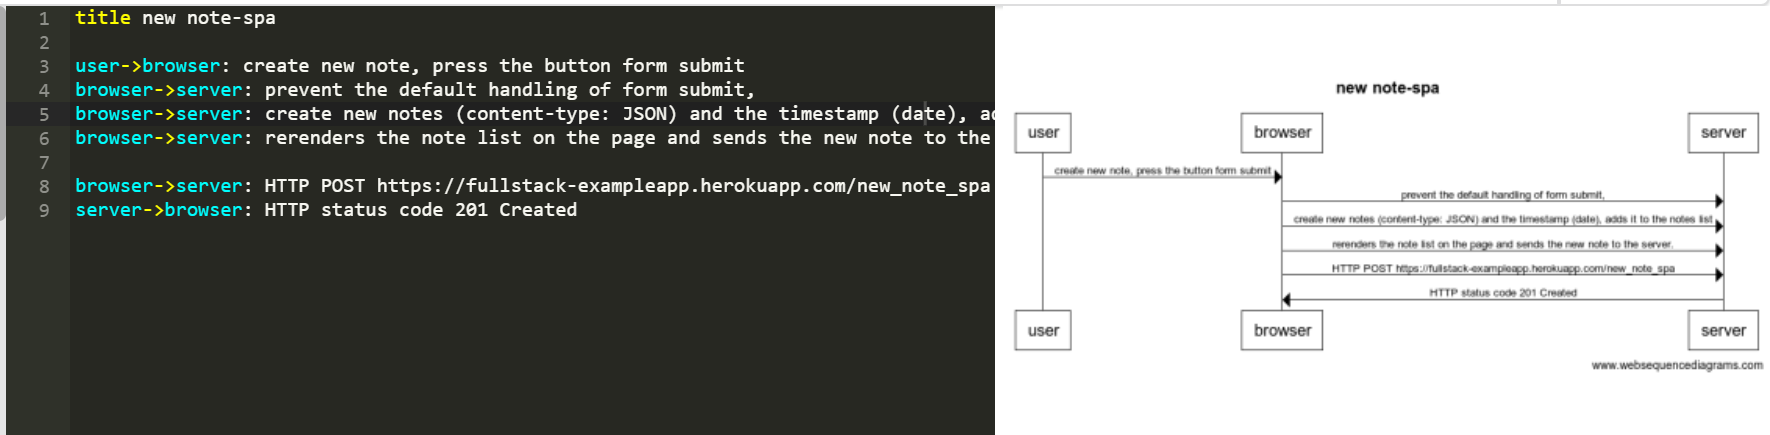 1 title new note-spa
2
3 user->browser: create new note, press the button form submit
4 browser->server: prevent the default handling of form submit,
5 browser->server: create new notes (content-type: JSON) and the timestamp (date), ad
6 browser->server: rerenders the note list on the page and sends the new note to the
7
8 browser->server: HTTP POST https://fullstack-exampleapp.herokuapp.com/new_note_spa
9 server->browser: HTTP status code 201 Created
new note-spa
user browser server
create new note, press the button form submit
prevent the default handling of form submit,
create new notes (content-type: JSON) and the timestamp (date), adds it to the notes list
rerenders the note list on the page and sends the new note to the server.
HTTP POST https://fullstack-exampleapp.herokuapp.com/new_note_spa
HTTP status code 201 Created
user browser server
www.websequencediagrams.com